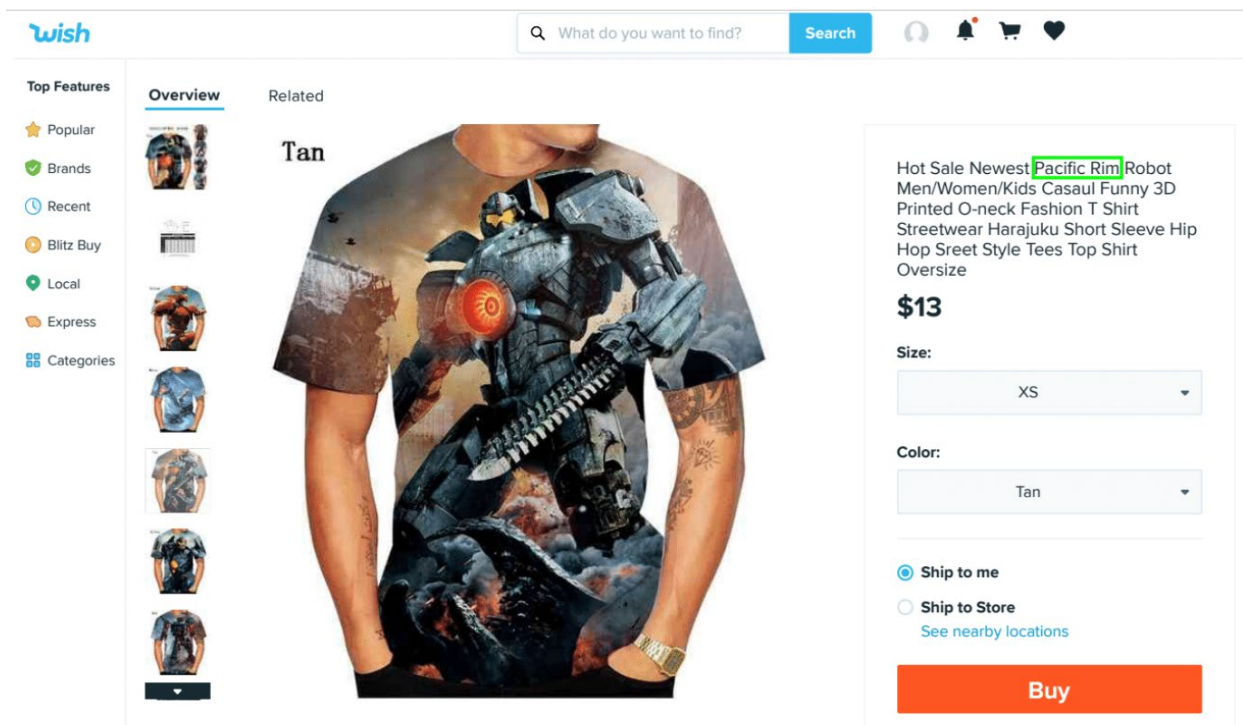 wish
What do you want to find?
Search
Top Features
Popular
Brands
Recent
Blitz Buy
Local
Express
Categories
Overview
Related
Tan
Hot Sale Newest Pacific Rim Robot
Men/Women/Kids Casaul Funny 3D
Printed O-neck Fashion T Shirt
Streetwear Harajuku Short Sleeve Hip
Hop Sreet Style Tees Top Shirt
Oversize
$13
Size:
XS
Color:
Tan
Ship to me
Ship to Store
See nearby locations
Buy